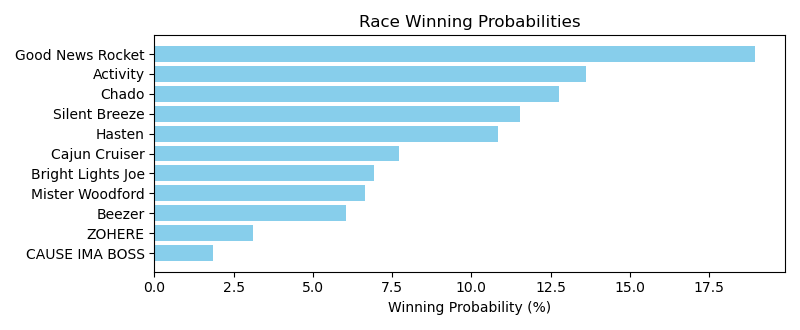 Race Winning Probabilities
Good News Rocket
Activity
Chado
Silent Breeze
Hasten
Cajun Cruiser
Bright Lights Joe
Mister Woodford
Beezer
ZOHERE
CAUSE IMA BOSS
0.0 2.5 5.0 7.5 10.0 12.5 15.0 17.5
Winning Probability (%)